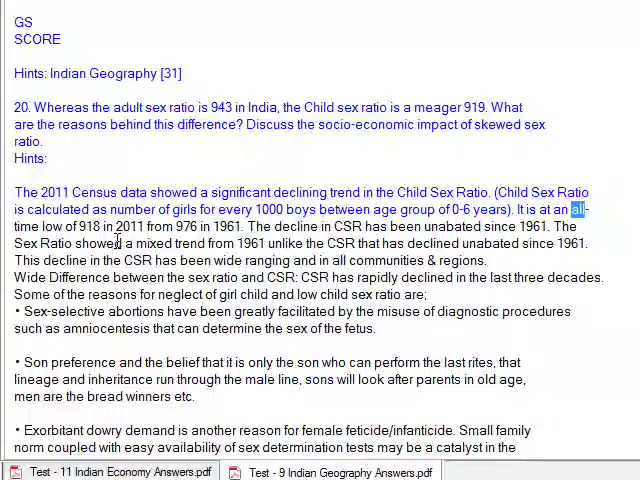 GS
SCORE
Hints: Indian Geography [31]
20. Whereas the adult sex ratio is 943 in India, the Child sex ratio is a meager 919. What
are the reasons behind this difference? Discuss the socio-economic impact of skewed sex
ratio.
Hints:
The 2011 Census data showed a significant declining trend in the Child Sex Ratio. (Child Sex Ratio
is calculated as number of girls for every 1000 boys between age group of 0-6 years). It is at an all-
time low of 918 in 2011 from 976 in 1961. The decline in CSR has been unabated since 1961. The
Sex Ratio showed a mixed trend from 1961 unlike the CSR that has declined unabated since 1961.
This decline in the CSR has been wide ranging and in all communities & regions.
Wide Difference between the sex ratio and CSR: CSR has rapidly declined in the last three decades.
Some of the reasons for neglect of girl child and low child sex ratio are;
• Sex-selective abortions have been greatly facilitated by the misuse of diagnostic procedures
such as amniocentesis that can determine the sex of the fetus.
• Son preference and the belief that it is only the son who can perform the last rites, that
lineage and inheritance run through the male line, sons will look after parents in old age,
men are the bread winners etc.
• Exorbitant dowry demand is another reason for female feticide/infanticide. Small family
norm coupled with easy availability of sex determination tests may be a catalyst in the
Test - 11 Indian Economy Answers.pdf
Test - 9 Indian Geography Answers.pdf